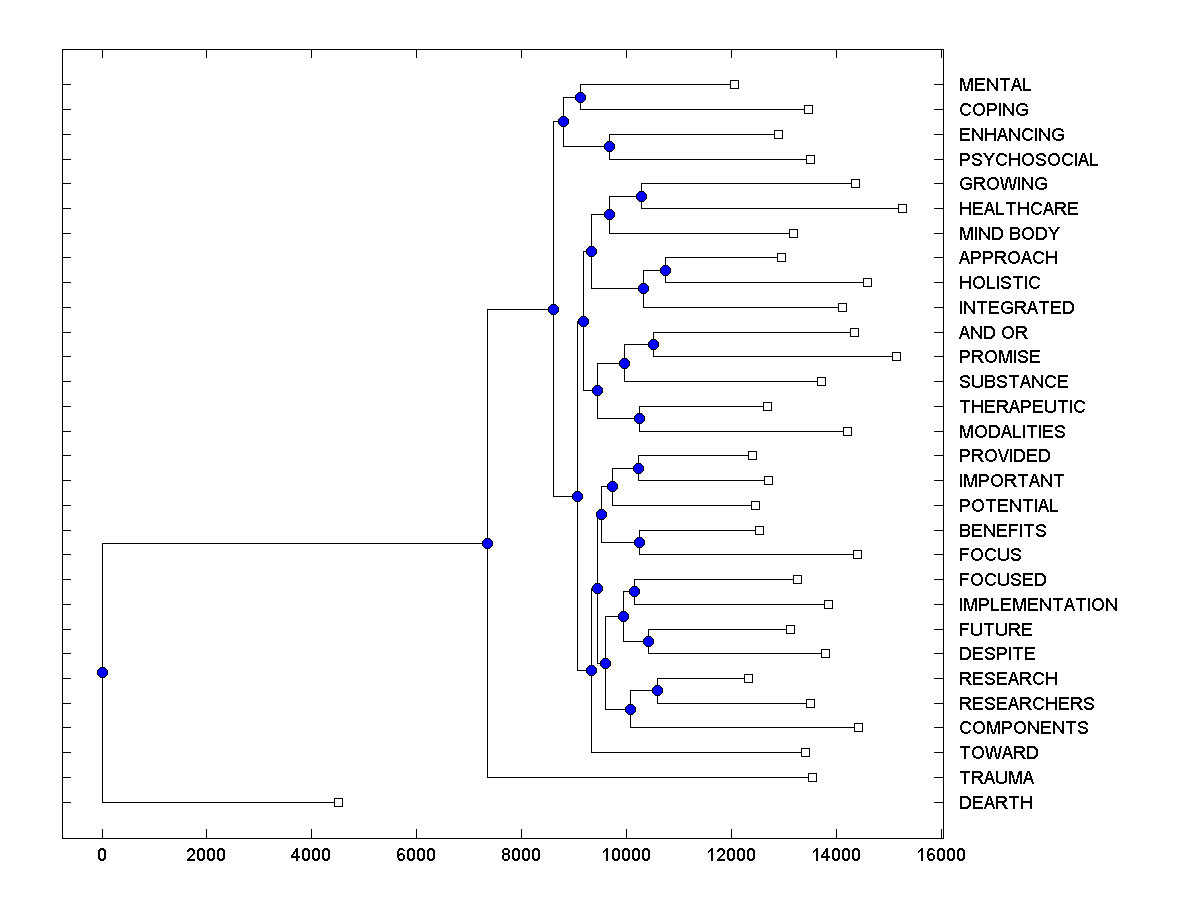 MENTAL
COPING
ENHANCING
PSYCHOSOCIAL
GROWING
HEALTHCARE
MIND BODY
APPROACH
HOLISTIC
INTEGRATED
AND OR
PROMISE
SUBSTANCE
THERAPEUTIC
MODALITIES
PROVIDED
IMPORTANT
POTENTIAL
BENEFITS
FOCUS
FOCUSED
IMPLEMENTATION
FUTURE
DESPITE
RESEARCH
RESEARCHERS
COMPONENTS
TOWARD
TRAUMA
DEARTH
0 2000 4000 6000 8000 10000 12000 14000 16000